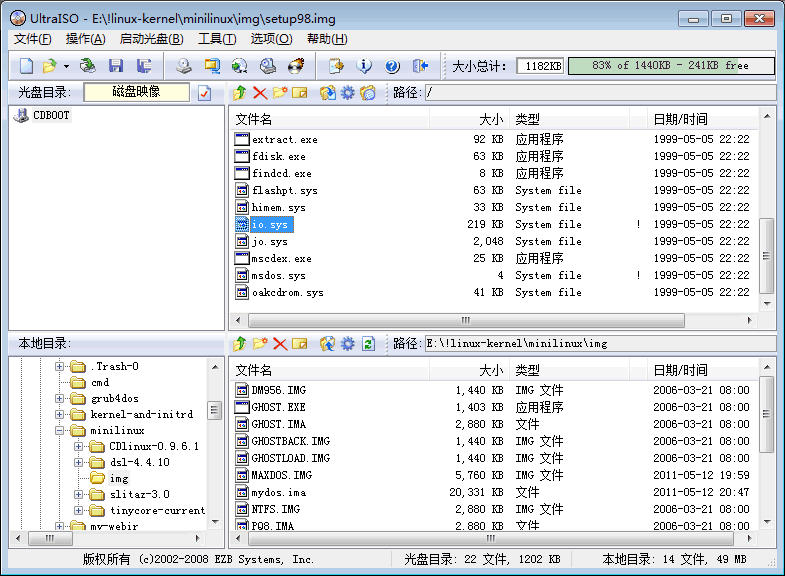 UltraISO - E:\!linux-kernel\minilinux\img\setup98.img
文件(F) 操作(A) 启动光盘(B) 工具(T) 选项(O) 帮助(H)
大小总计: 1182KB 83% of 1440KB - 241KB free
光盘目录: 磁盘映像 路径: /
CDBOOT
文件名 大小 类型 日期/时间
extract.exe 92 KB 应用程序 1999-05-05 22:22
fdisk.exe 63 KB 应用程序 1999-05-05 22:22
findcd.exe 8 KB 应用程序 1999-05-05 22:22
flashpt.sys 63 KB System file 1999-05-05 22:22
himem.sys 33 KB System file 1999-05-05 22:22
io.sys 219 KB System file ! 1999-05-05 22:22
jo.sys 2,048 System file 1999-05-05 22:22
mscdex.exe 25 KB 应用程序 1999-05-05 22:22
msdos.sys 4 System file ! 1999-05-05 22:22
oakcdrom.sys 41 KB System file 1999-05-05 22:22
本地目录: 路径: E:\!linux-kernel\minilinux\img
.Trash-0
cmd
grub4dos
kernel-and-initrd
minilinux
CDlinux-0.9.6.1
dsl-4.4.10
img
slitaz-3.0
tinycore-current
my-webir
文件名 大小 类型 日期/时间
DM956.IMG 1,440 KB IMG 文件 2006-03-21 08:00
GHOST.EXE 1,403 KB 应用程序 2006-03-21 08:00
GHOST.IMA 2,880 KB 文件 2006-03-21 08:00
GHOSTBACK.IMG 1,440 KB IMG 文件 2006-03-21 08:00
GHOSTLOAD.IMG 1,440 KB IMG 文件 2006-03-21 08:00
MAXDOS.IMG 5,760 KB IMG 文件 2011-05-12 19:59
mydos.ima 20,331 KB 文件 2011-05-12 20:47
NTFS.IMG 2,880 KB IMG 文件 2006-03-21 08:00
PQ8.IMA 2,880 KB 文件 2006-03-21 08:00
版权所有 (c)2002-2008 EZB Systems, Inc. 光盘目录: 22 文件, 1202 KB 本地目录: 14 文件, 49 MB